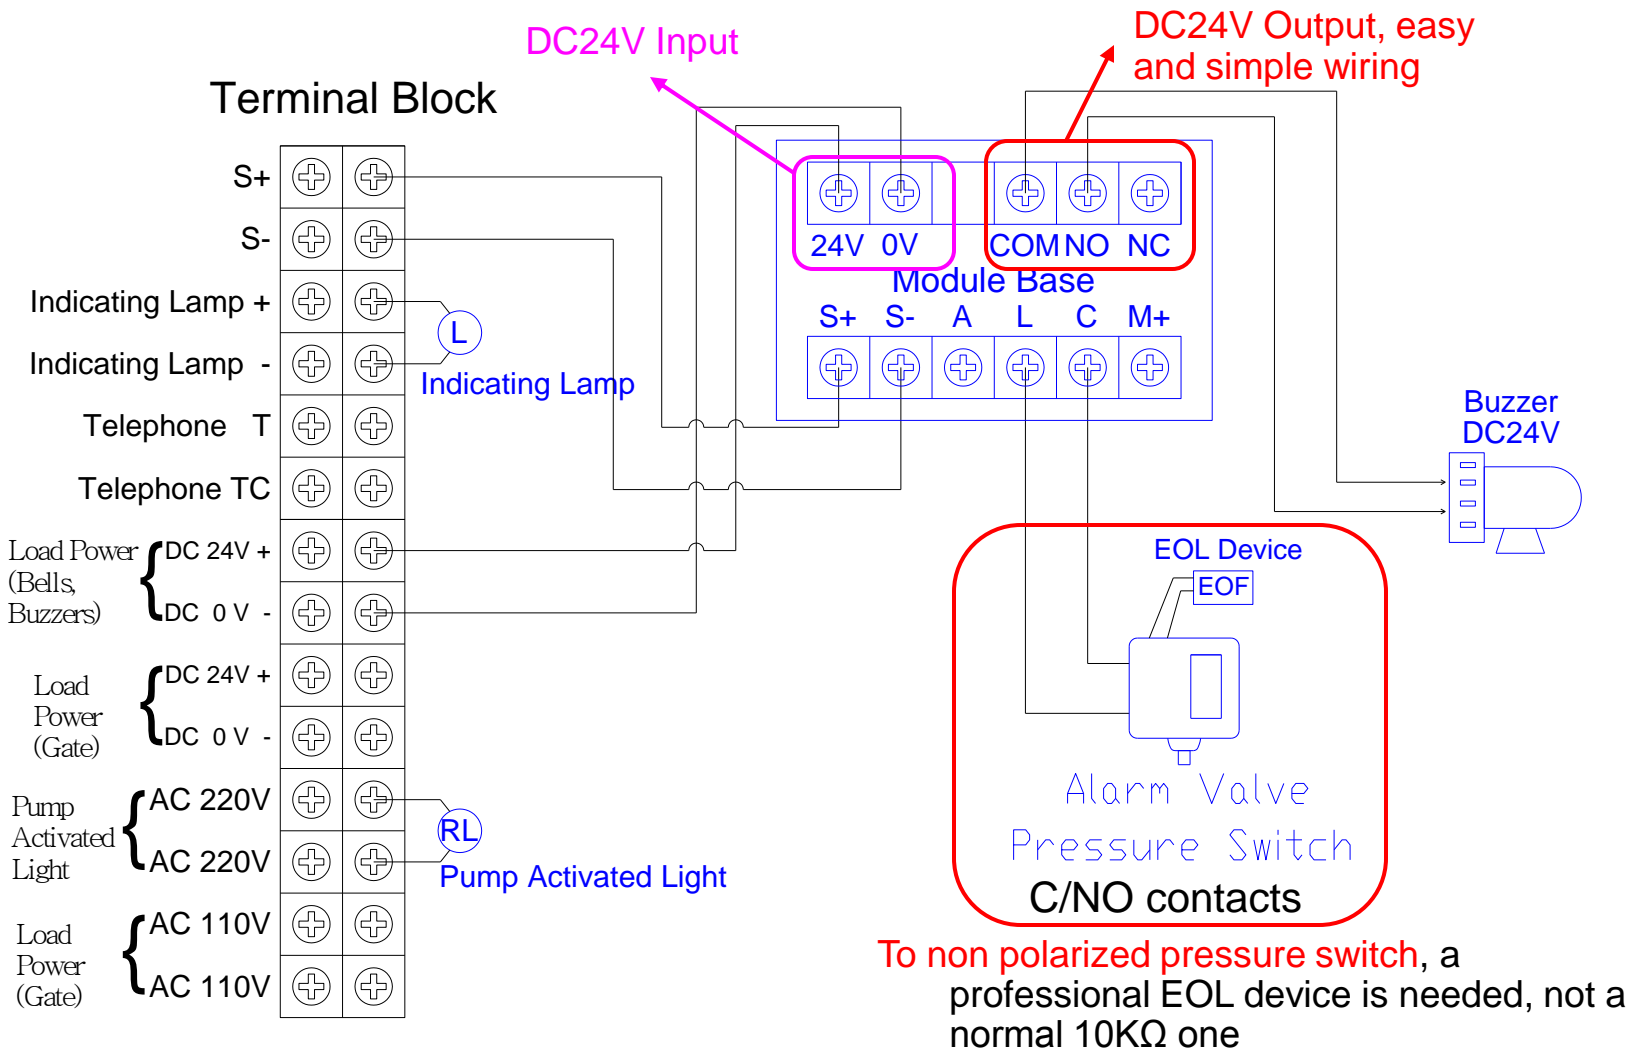 DC24V Input
DC24V Output, easy
and simple wiring
Terminal Block
S+
S-
Indicating Lamp +
Indicating Lamp -
Telephone T
Telephone TC
Load Power
(Bells,
Buzzers)
DC 24V +
DC 0 V -
Load
Power
(Gate)
DC 24V +
DC 0 V -
Pump
Activated
Light
AC 220V
AC 220V
Load
Power
(Gate)
AC 110V
AC 110V
L
Indicating Lamp
RL
Pump Activated Light
24V 0V COM NO NC
Module Base
S+ S- A L C M+
Buzzer
DC24V
EOL Device
EOF
Alarm Valve
Pressure Switch
C/NO contacts
To non polarized pressure switch, a
professional EOL device is needed, not a
normal 10KΩ one